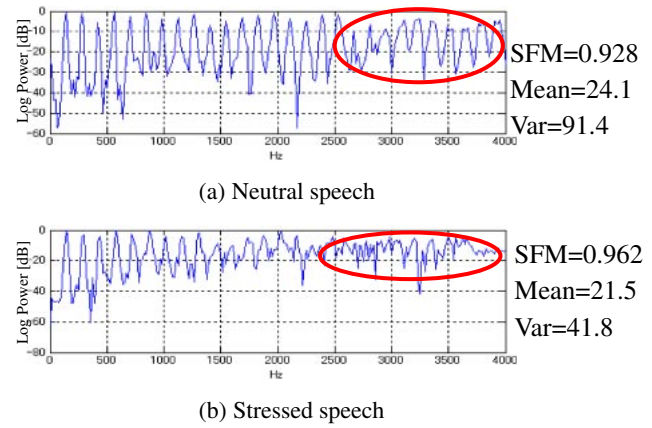 0
-10
-20
-30
-40
-50
-60
Log Power [dB]
0 500 1000 1500 2000 2500 3000 3500 4000
Hz
SFM=0.928
Mean=24.1
Var=91.4
(a) Neutral speech
0
-20
-40
-60
-80
Log Power [dB]
0 500 1000 1500 2000 2500 3000 3500 4000
Hz
SFM=0.962
Mean=21.5
Var=41.8
(b) Stressed speech